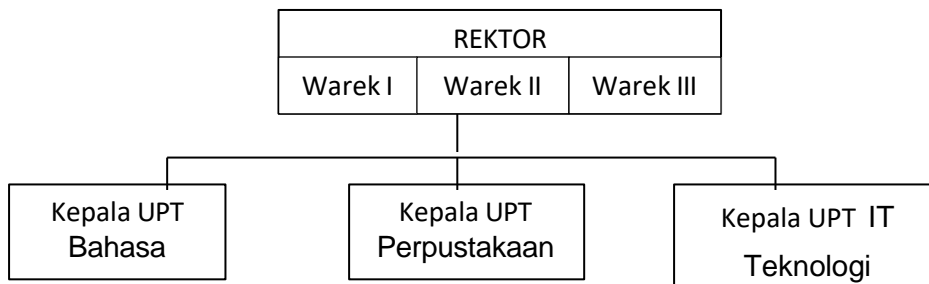 REKTOR
Warek I
Warek II
Warek III
Kepala UPT
Bahasa
Kepala UPT
Perpustakaan
Kepala UPT IT
Teknologi